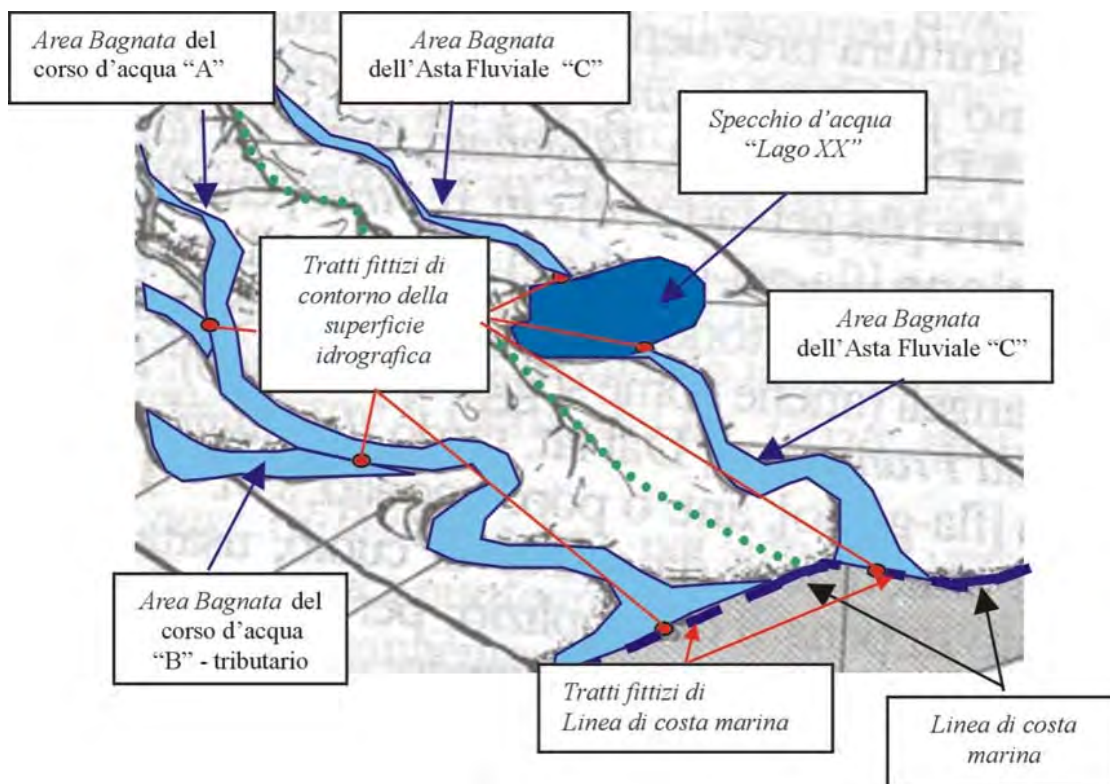 Area Bagnata del
corso d'acqua "A"
Area Bagnata
dell'Asta Fluviale "C"
Specchio d'acqua
"Lago XX"
Tratti fittizi di
contorno della
superficie
idrografica
Area Bagnata
dell'Asta Fluviale "C"
Area Bagnata del
corso d'acqua
"B" - tributario
Tratti fittizi di
Linea di costa marina
Linea di costa
marina